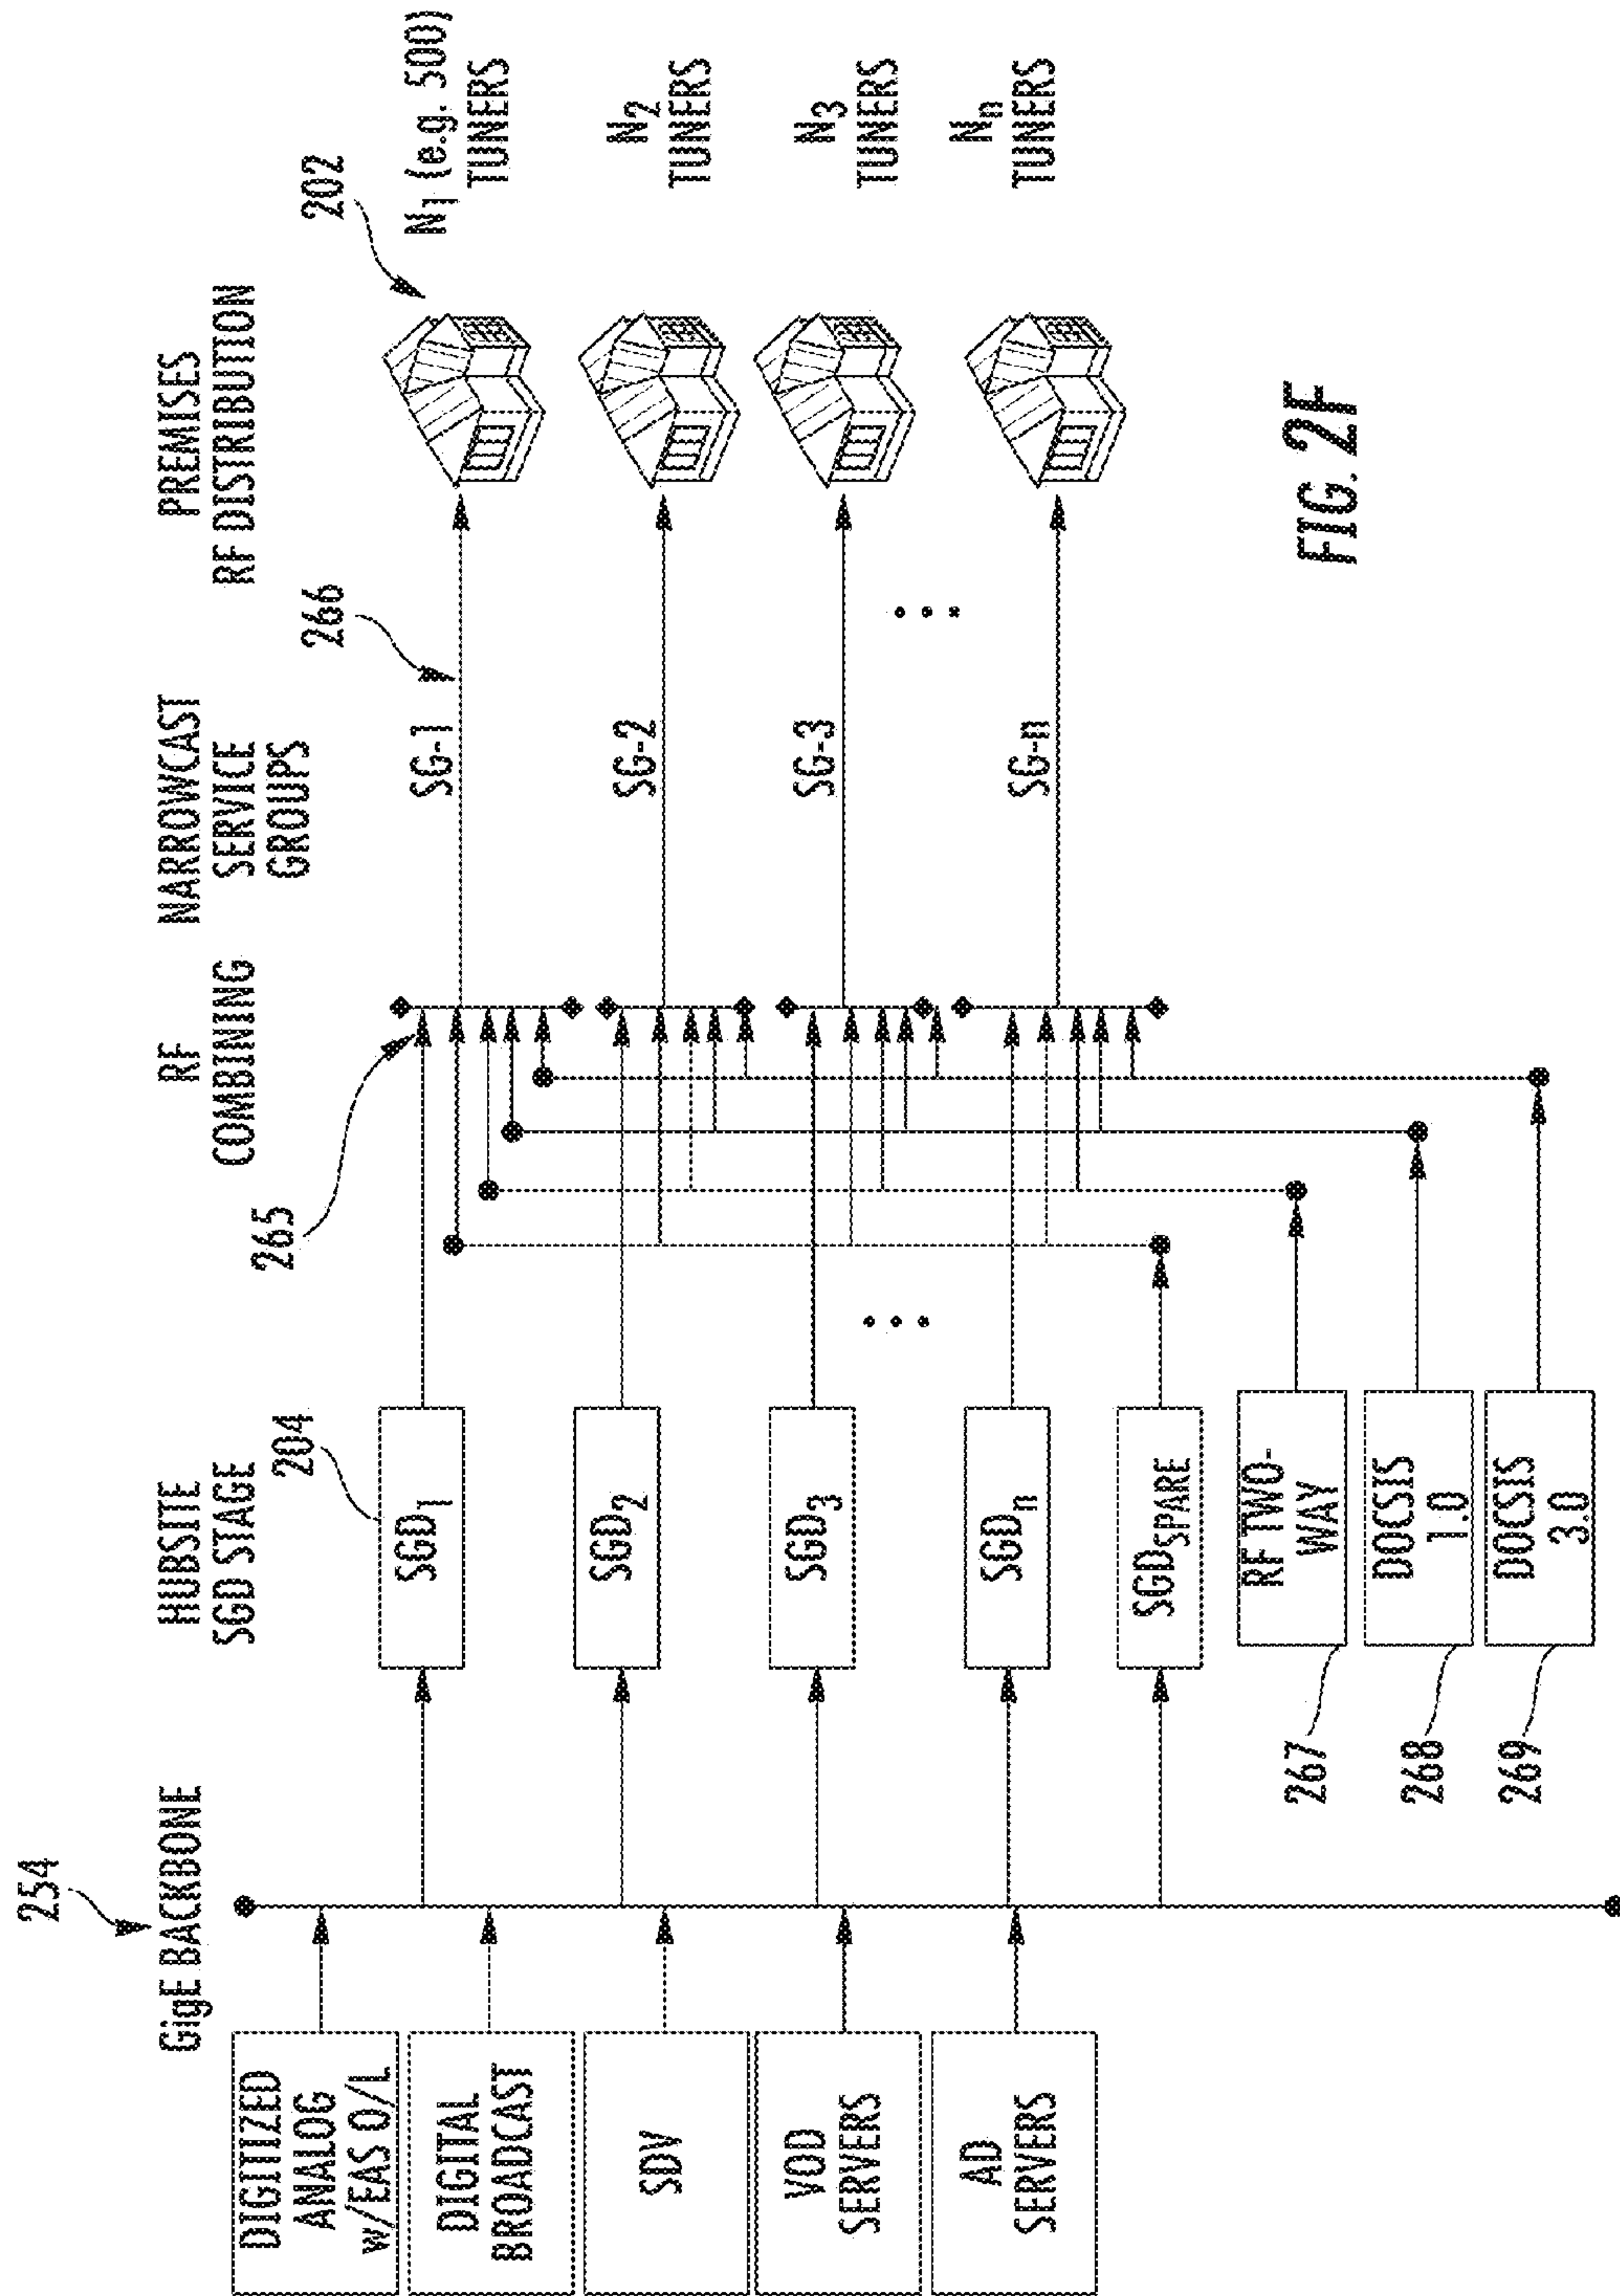 254
GigE BACKBONE
HUBSITE
SGD STAGE
RF
COMBINING
NARROWCAST
SERVICE
GROUPS
PREMISES
RF DISTRIBUTION
DIGITIZED
ANALOG
w/EAS O/L
DIGITAL
BROADCAST
SDV
VOD
SERVERS
AD
SERVERS
204
SGD1
SGD2
SGD3
SGDn
SGDSPARE
RF TWO-
WAY
DOCSIS
1.0
DOCSIS
3.0
267
268
269
265
266
SG-1
SG-2
SG-3
SG-n
202
N1 (e.g. 500)
TUNERS
N2
TUNERS
N3
TUNERS
Nn
TUNERS
FIG. 2F